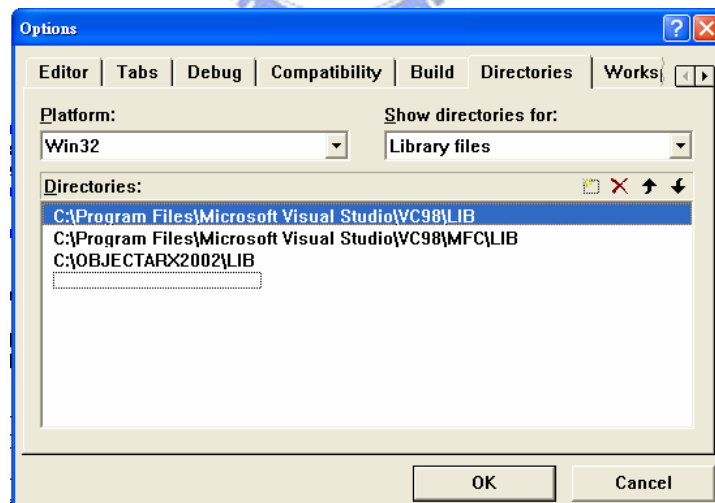 Options
Editor Tabs Debug Compatibility Build Directories Works
Platform: Show directories for:
Win32 Library files
Directories:
C:\Program Files\Microsoft Visual Studio\VC98\LIB
C:\Program Files\Microsoft Visual Studio\VC98\MFC\LIB
C:\OBJECTARX2002\LIB
OK Cancel